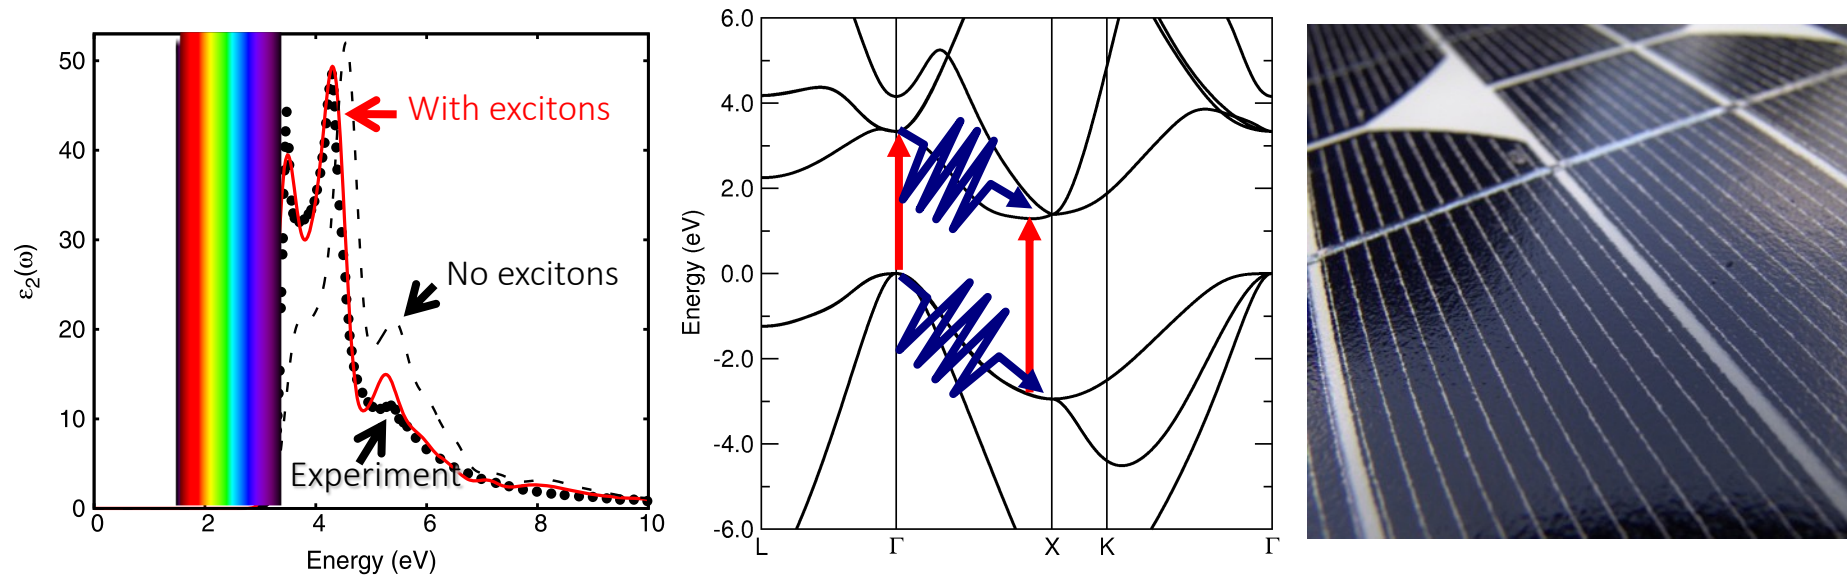 50
40
30
20
10
0
ε₂(ω)
With excitons
No excitons
Experiment
0 2 4 6 8 10
Energy (eV)
6.0
4.0
2.0
0.0
-2.0
-4.0
-6.0
Energy (eV)
L Γ X K Γ